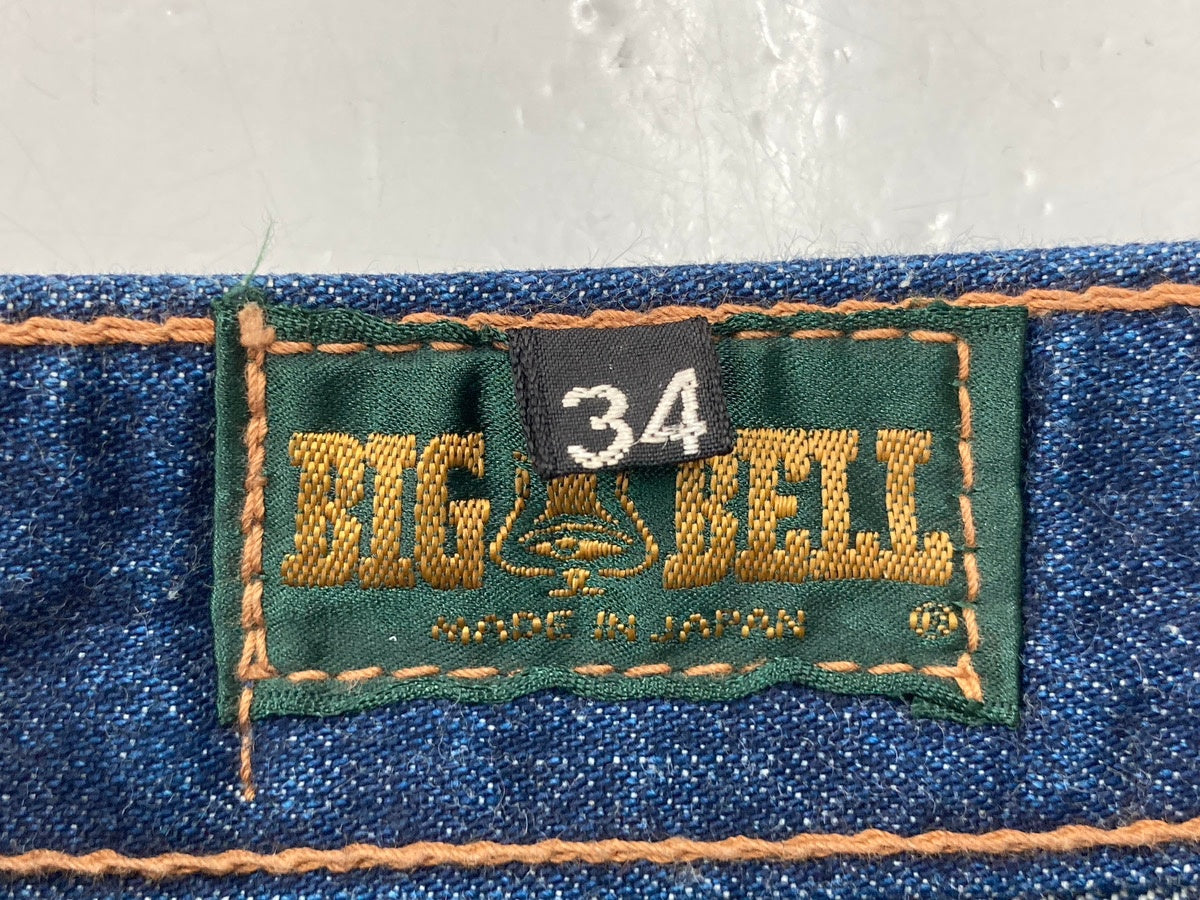 34
BIG BELL
MADE IN JAPAN
®